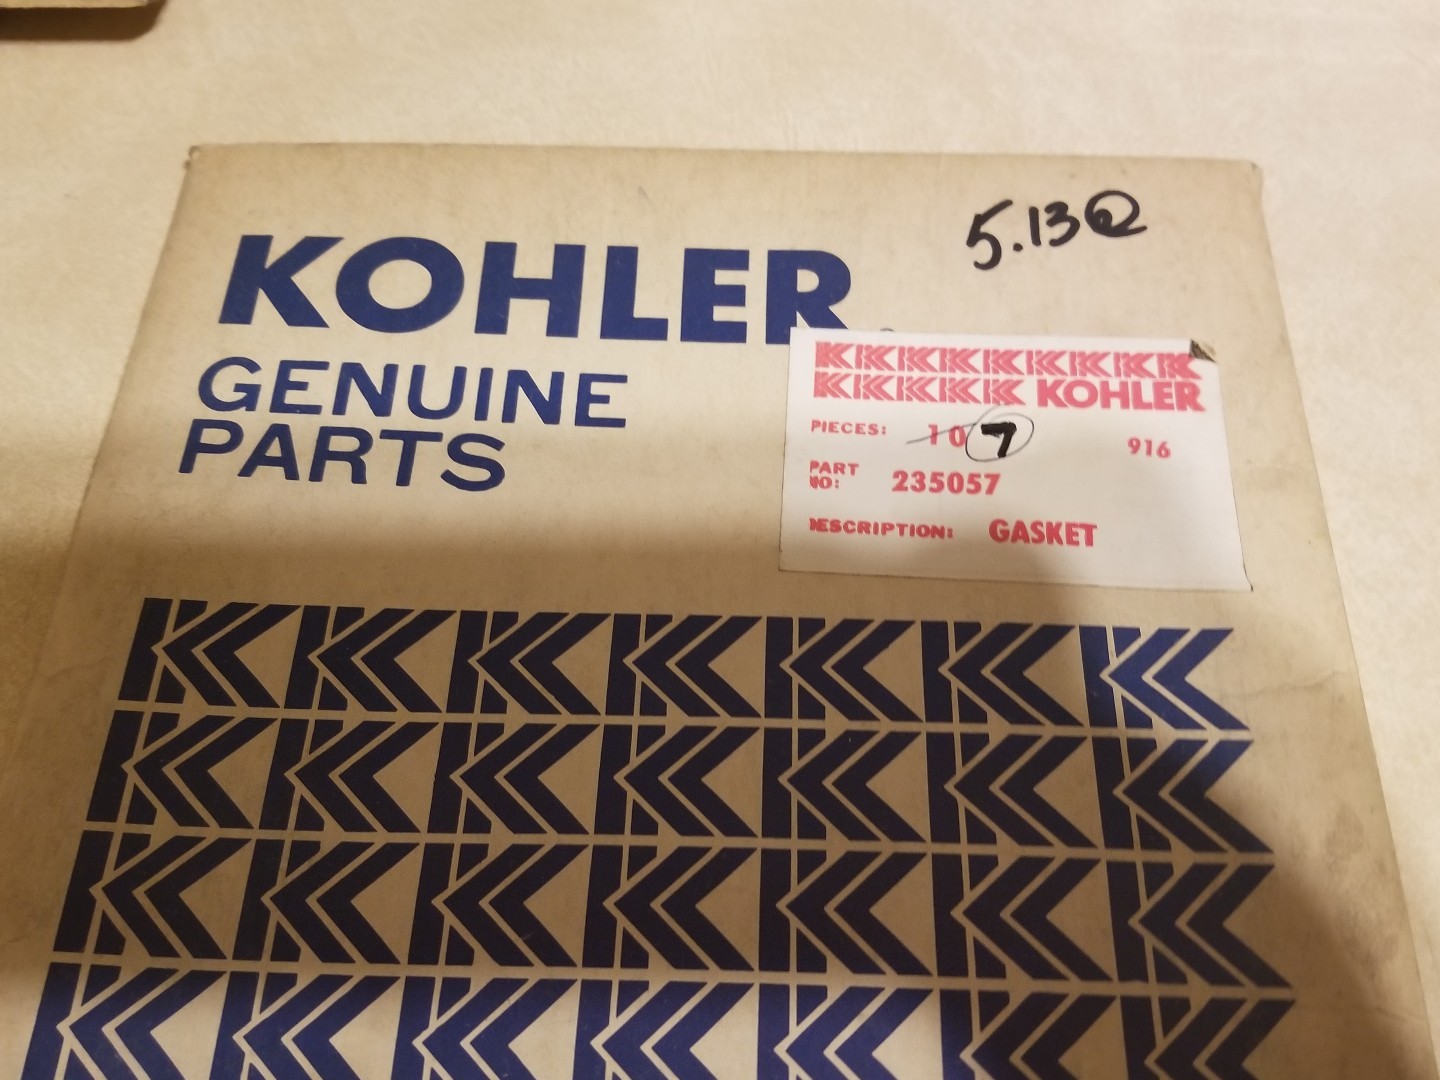 5.13@
KOHLER
GENUINE
PARTS
KOHLER
PIECES: 10 7 916
PART
NO: 235057
DESCRIPTION: GASKET